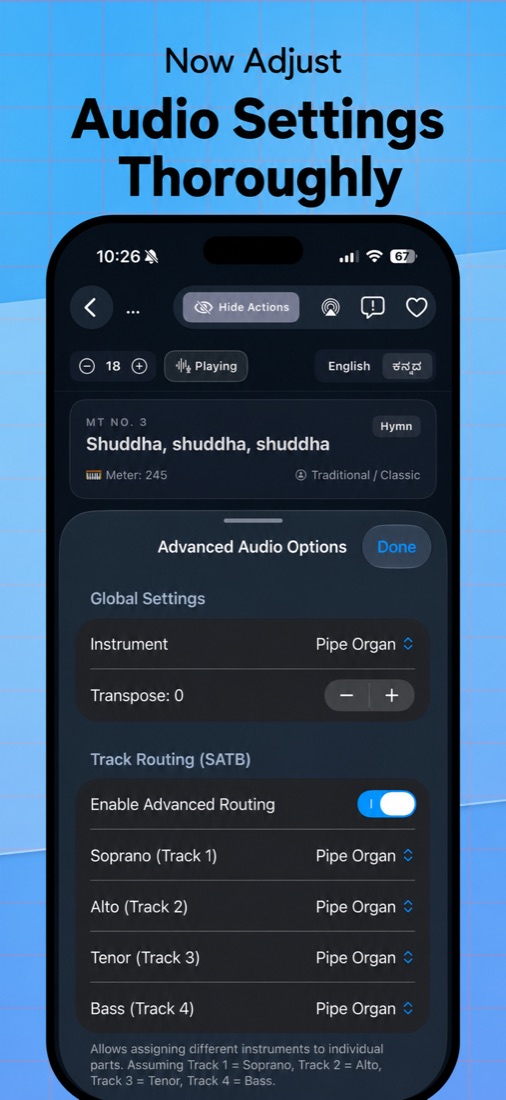 Now Adjust
Audio Settings
Thoroughly
10:26
67
...
Hide Actions
18
Playing
English
ಕನ್ನಡ
MT NO. 3
Hymn
Shuddha, shuddha, shuddha
Meter: 245
Traditional / Classic
Advanced Audio Options
Done
Global Settings
Instrument
Pipe Organ
Transpose: 0
Track Routing (SATB)
Enable Advanced Routing
Soprano (Track 1)
Pipe Organ
Alto (Track 2)
Pipe Organ
Tenor (Track 3)
Pipe Organ
Bass (Track 4)
Pipe Organ
Allows assigning different instruments to individual
parts. Assuming Track 1 = Soprano, Track 2 = Alto,
Track 3 = Tenor, Track 4 = Bass.